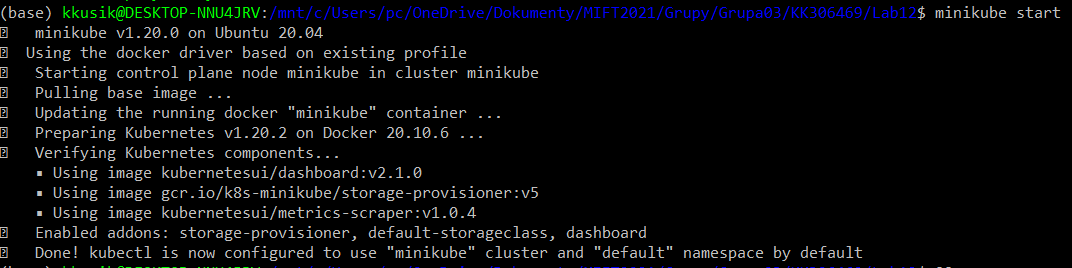 (base) kkusik@DESKTOP-NNU4JRV:/mnt/c/Users/pc/OneDrive/Dokumenty/MIFT2021/Grupy/Grupa03/KK306469/Lab12$ minikube start
minikube v1.20.0 on Ubuntu 20.04
Using the docker driver based on existing profile
Starting control plane node minikube in cluster minikube
Pulling base image ...
Updating the running docker "minikube" container ...
Preparing Kubernetes v1.20.2 on Docker 20.10.6 ...
Verifying Kubernetes components...
▪ Using image kubernetesui/dashboard:v2.1.0
▪ Using image gcr.io/k8s-minikube/storage-provisioner:v5
▪ Using image kubernetesui/metrics-scraper:v1.0.4
Enabled addons: storage-provisioner, default-storageclass, dashboard
Done! kubectl is now configured to use "minikube" cluster and "default" namespace by default